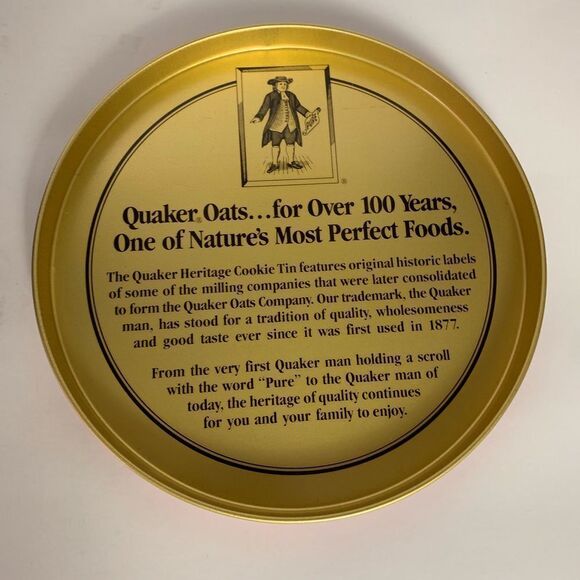 Pure
®
Quaker® Oats...for Over 100 Years,
One of Nature's Most Perfect Foods.
The Quaker Heritage Cookie Tin features original historic labels
of some of the milling companies that were later consolidated
to form the Quaker Oats Company. Our trademark, the Quaker
man, has stood for a tradition of quality, wholesomeness
and good taste ever since it was first used in 1877.
From the very first Quaker man holding a scroll
with the word "Pure" to the Quaker man of
today, the heritage of quality continues
for you and your family to enjoy.